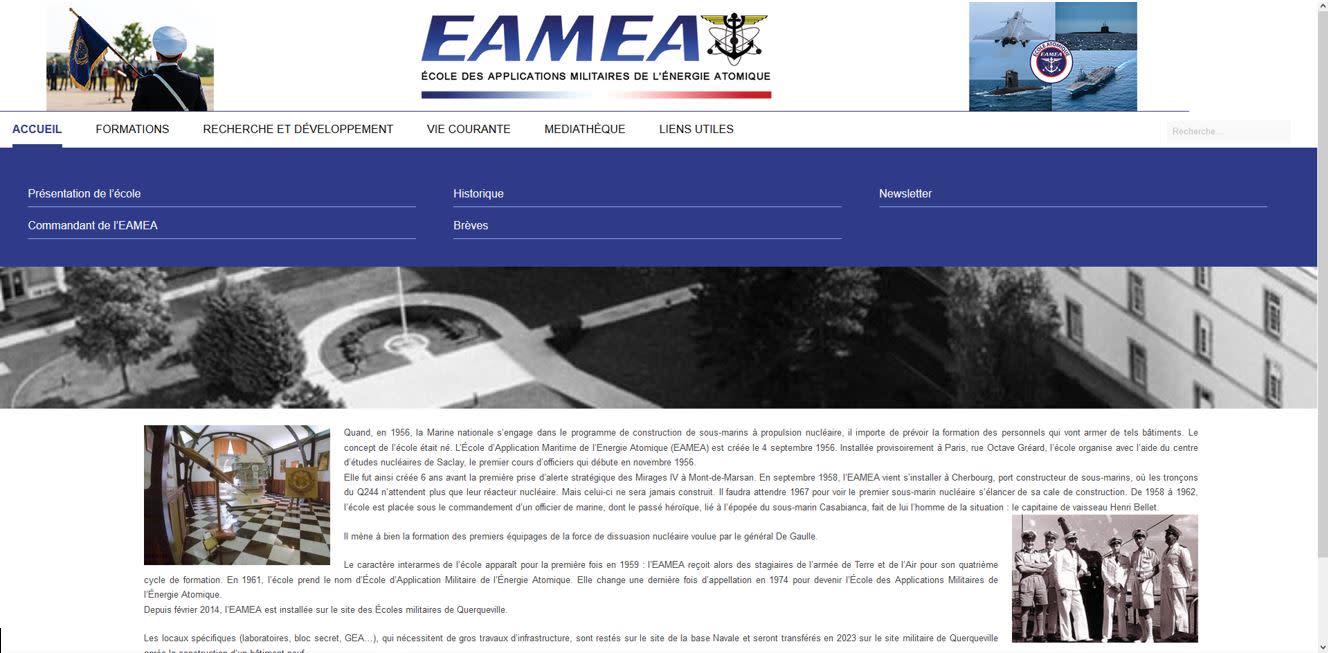 EAMEA
ÉCOLE DES APPLICATIONS MILITAIRES DE L'ÉNERGIE ATOMIQUE
ÉCOLE ATOMIQUE
EAMEA
ACCUEIL FORMATIONS RECHERCHE ET DÉVELOPPEMENT VIE COURANTE MEDIATHÈQUE LIENS UTILES Recherche...
Présentation de l'école Historique Newsletter
Commandant de l'EAMEA Brèves
Quand, en 1956, la Marine nationale s'engage dans le programme de construction de sous-marins à propulsion nucléaire, il importe de prévoir la formation des personnels qui vont armer de tels bâtiments. Le
concept de l'école était né. L'École d'Application Maritime de l'Energie Atomique (EAMEA) est créée le 4 septembre 1956. Installée provisoirement à Paris, rue Octave Gréard, l'école organise avec l'aide du centre
d'études nucléaires de Saclay, le premier cours d'officiers qui débute en novembre 1956.
Elle fut ainsi créée 6 ans avant la première prise d'alerte stratégique des Mirages IV à Mont-de-Marsan. En septembre 1958, l'EAMEA vient s'installer à Cherbourg, port constructeur de sous-marins, où les tronçons
du Q244 n'attendent plus que leur réacteur nucléaire. Mais celui-ci ne sera jamais construit. Il faudra attendre 1967 pour voir le premier sous-marin nucléaire s'élancer de sa cale de construction. De 1958 à 1962,
l'école est placée sous le commandement d'un officier de marine, dont le passé héroïque, lié à l'épopée du sous-marin Casabianca, fait de lui l'homme de la situation : le capitaine de vaisseau Henri Bellet.
Il mène à bien la formation des premiers équipages de la force de dissuasion nucléaire voulue par le général De Gaulle.
Le caractère interarmes de l'école apparaît pour la première fois en 1959 : l'EAMEA reçoit alors des stagiaires de l'armée de Terre et de l'Air pour son quatrième
cycle de formation. En 1961, l'école prend le nom d'École d'Application Militaire de l'Énergie Atomique. Elle change une dernière fois d'appellation en 1974 pour devenir l'École des Applications Militaires de
l'Énergie Atomique.
Depuis février 2014, l'EAMEA est installée sur le site des Écoles militaires de Querqueville.
Les locaux spécifiques (laboratoires, bloc secret, GEA…), qui nécessitent de gros travaux d'infrastructure, sont restés sur le site de la base Navale et seront transférés en 2023 sur le site militaire de Querqueville
après la construction d'un bâtiment neuf